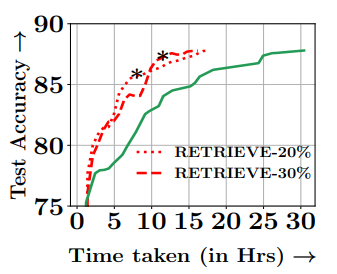 90
85
80
75
Test Accuracy →
* *
RETRIEVE-20%
RETRIEVE-30%
0 5 10 15 20 25 30
Time taken (in Hrs) →